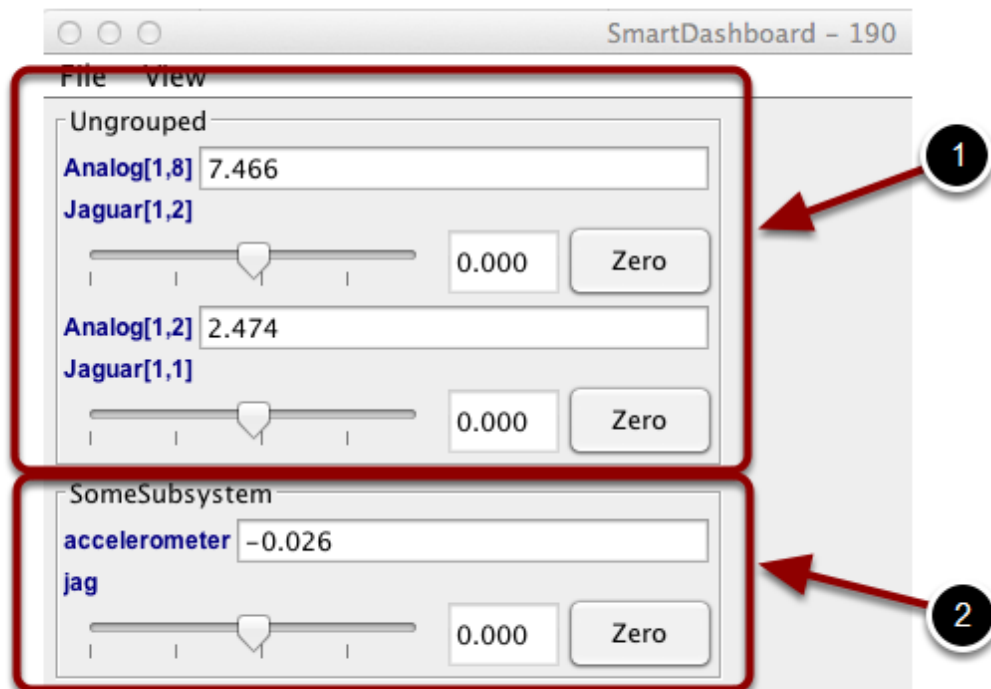 SmartDashboard – 190
File View
Ungrouped
Analog[1,8] 7.466
1
Jaguar[1,2]
0.000 Zero
Analog[1,2] 2.474
Jaguar[1,1]
0.000 Zero
SomeSubsystem
accelerometer -0.026
jag
0.000 Zero
2